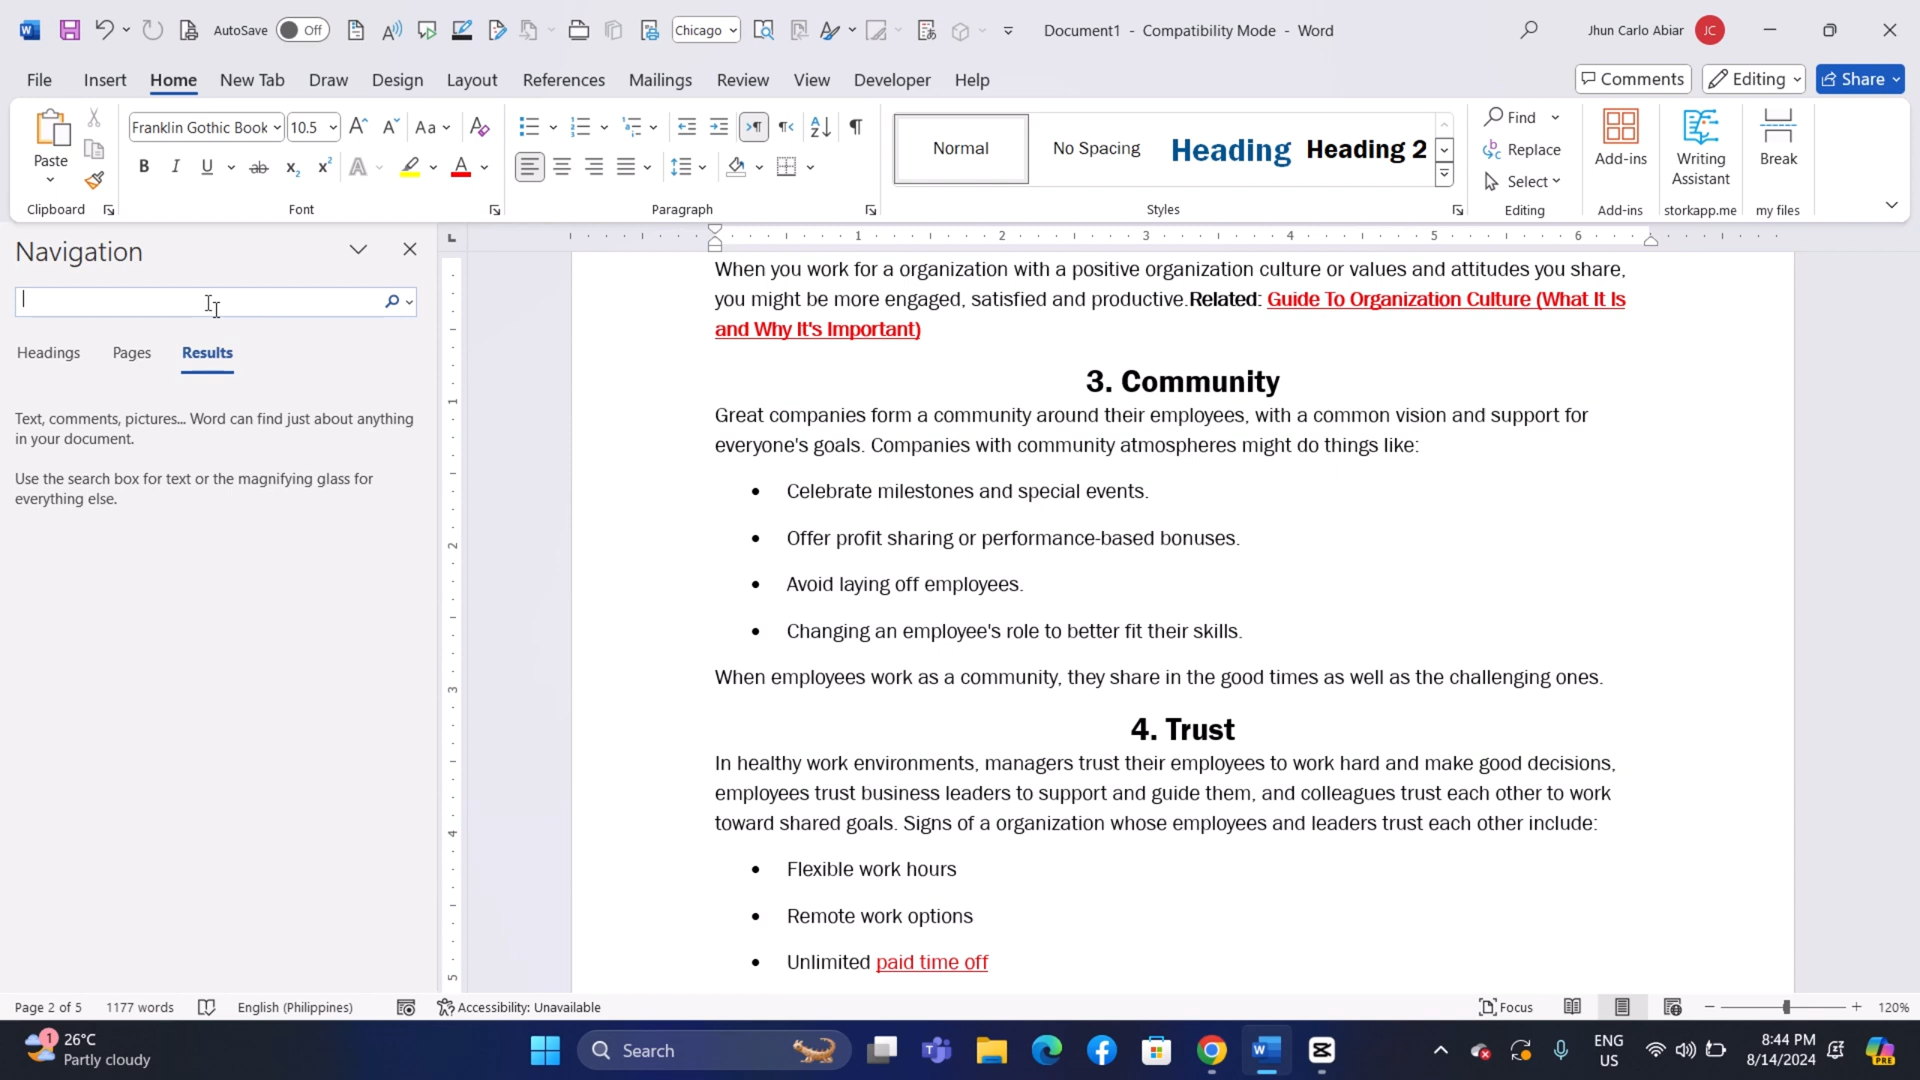 AutoSave
Off
Chicago
Document1 - Compatibility Mode - Word
Jhun Carlo Abiar
JC
File
Insert
Home
New Tab
Draw
Design
Layout
References
Mailings
Review
View
Developer
Help
Comments
Editing
Share
Paste
Clipboard
Franklin Gothic Book
10.5
Font
Paragraph
Normal
No Spacing
Heading
Heading 2
Styles
Find
Replace
Select
Editing
Add-ins
Add-ins
Writing
Assistant
storkapp.me
Break
my files
Navigation
Headings
Pages
Results
Text, comments, pictures... Word can find just about anything
in your document.
Use the search box for text or the magnifying glass for
everything else.
1 2 3 4 5 6
1
2
3
4
5
When you work for a organization with a positive organization culture or values and attitudes you share,
you might be more engaged, satisfied and productive.Related: Guide To Organization Culture (What It Is
and Why It's Important)
3. Community
Great companies form a community around their employees, with a common vision and support for
everyone's goals. Companies with community atmospheres might do things like:
• Celebrate milestones and special events.
• Offer profit sharing or performance-based bonuses.
• Avoid laying off employees.
• Changing an employee's role to better fit their skills.
When employees work as a community, they share in the good times as well as the challenging ones.
4. Trust
In healthy work environments, managers trust their employees to work hard and make good decisions,
employees trust business leaders to support and guide them, and colleagues trust each other to work
toward shared goals. Signs of a organization whose employees and leaders trust each other include:
• Flexible work hours
• Remote work options
• Unlimited paid time off
Page 2 of 5
1177 words
English (Philippines)
Accessibility: Unavailable
Focus
120%
1
26°C
Partly cloudy
Search
ENG
US
8:44 PM
8/14/2024
PRE